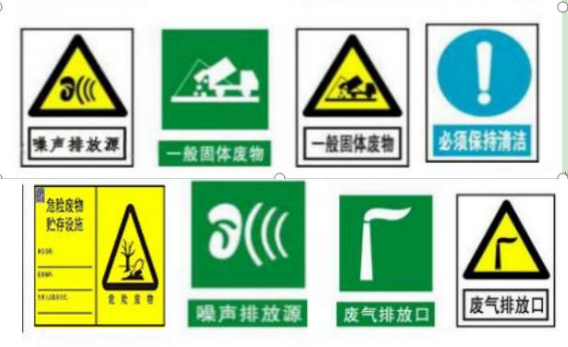 噪声排放源
一般固体废物
一般固体废物
必须保持清洁
危险废物
贮存设施
危险废物
噪声排放源
废气排放口
废气排放口